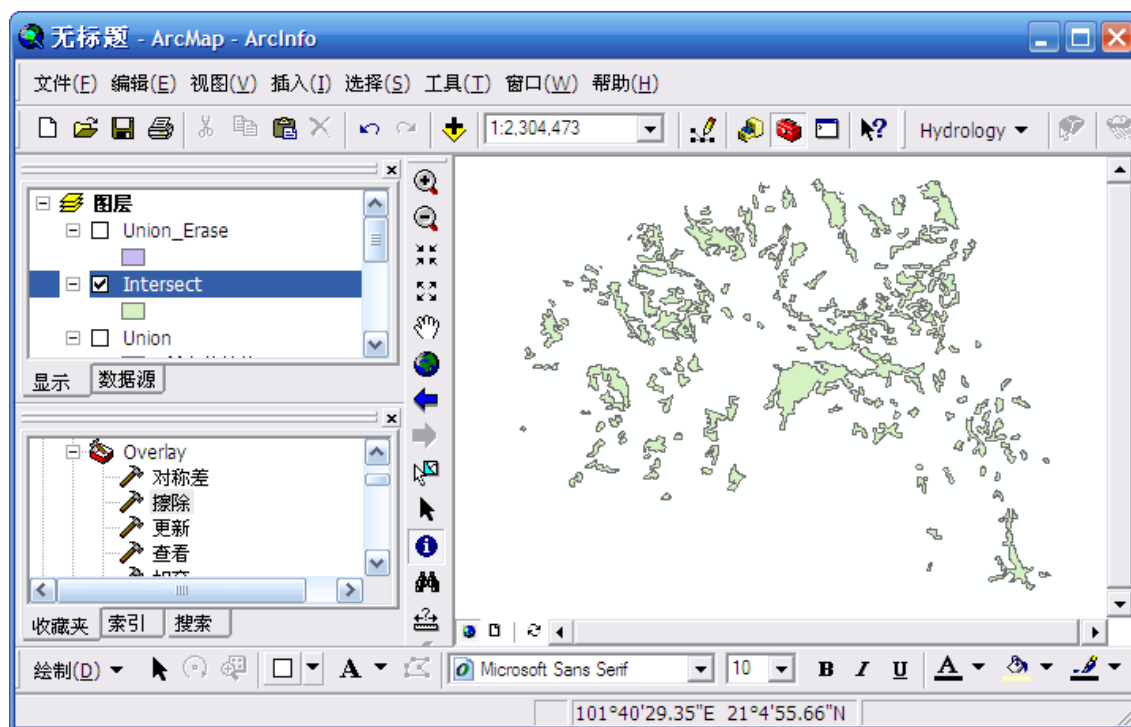 无标题 - ArcMap - ArcInfo
文件(F) 编辑(E) 视图(V) 插入(I) 选择(S) 工具(T) 窗口(W) 帮助(H)
1:2,304,473
Hydrology
图层
Union_Erase
Intersect
Union
显示 数据源
Overlay
对称差
擦除
更新
查看
收藏夹 索引 搜索
绘制(D)
A
Microsoft Sans Serif
10
B I U A
101°40'29.35"E 21°4'55.66"N